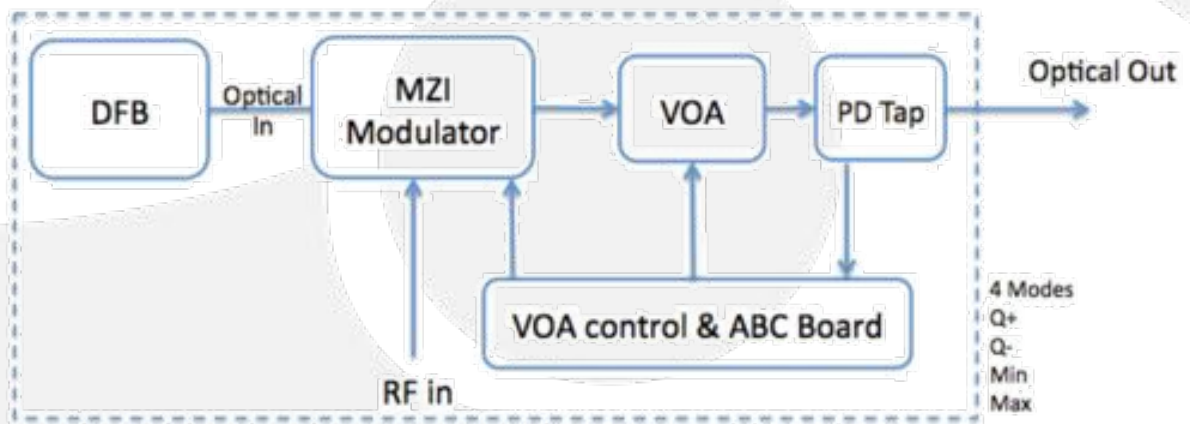 DFB
Optical
In
MZI
Modulator
VOA
PD Tap
Optical Out
VOA control & ABC Board
RF in
4 Modes
Q+
Q-
Min
Max